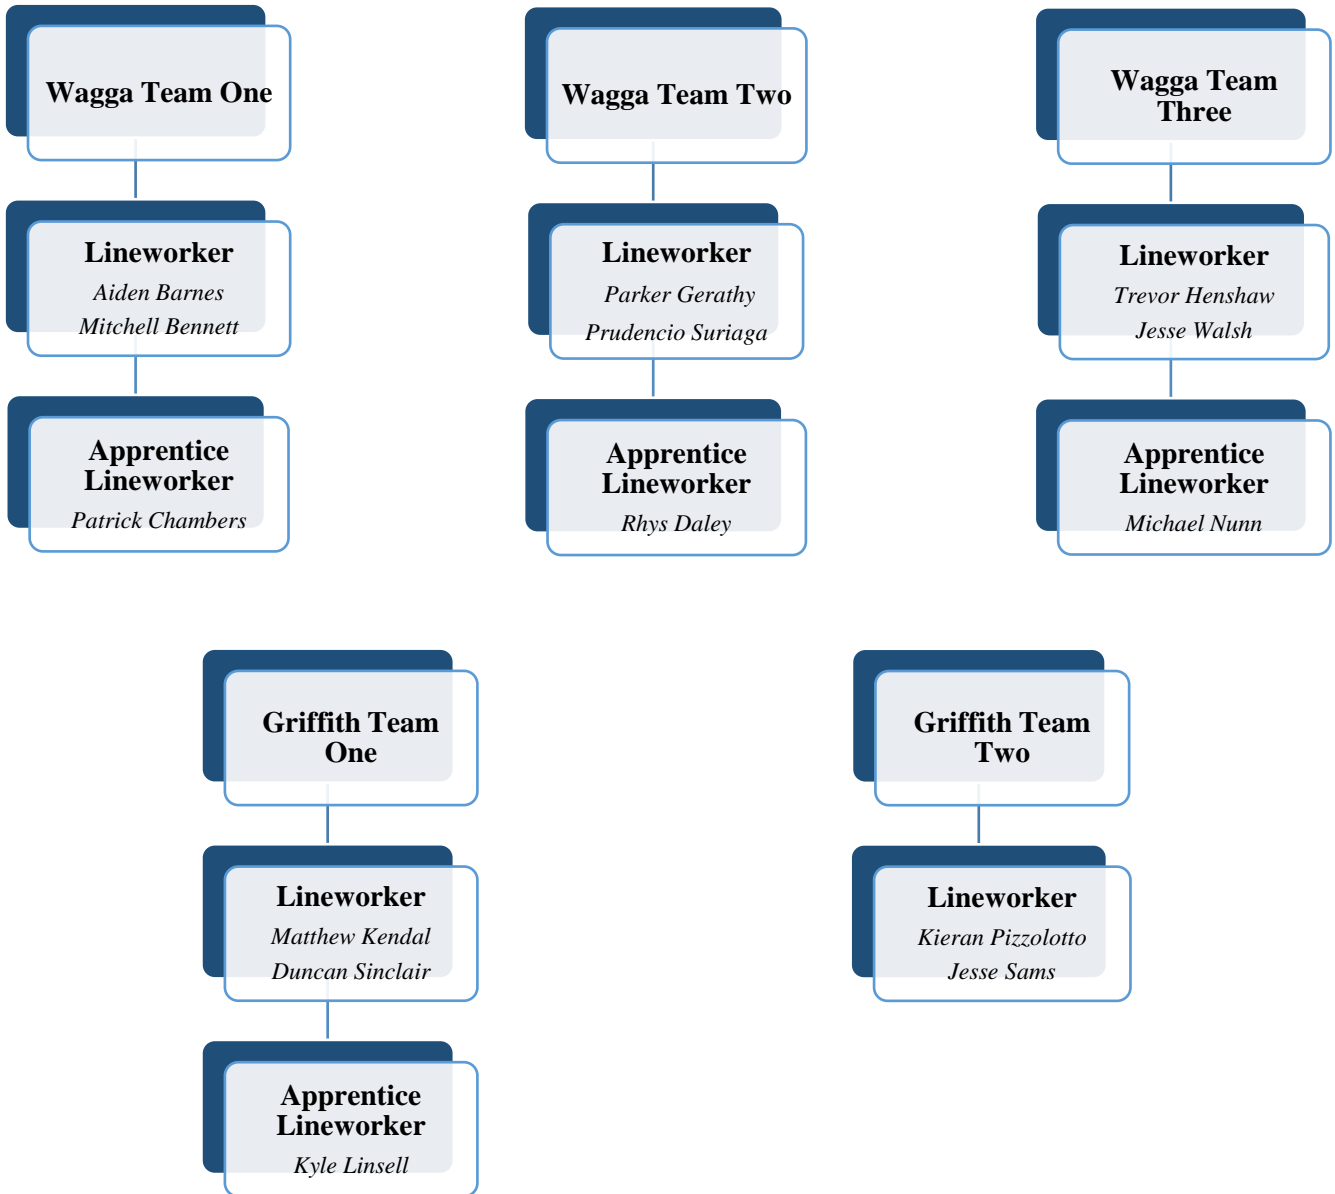 Wagga Team One
Lineworker
Aiden Barnes
Mitchell Bennett
Apprentice
Lineworker
Patrick Chambers
Wagga Team Two
Lineworker
Parker Gerathy
Prudencio Suriaga
Apprentice
Lineworker
Rhys Daley
Wagga Team
Three
Lineworker
Trevor Henshaw
Jesse Walsh
Apprentice
Lineworker
Michael Nunn
Griffith Team
One
Lineworker
Matthew Kendal
Duncan Sinclair
Apprentice
Lineworker
Kyle Linsell
Griffith Team
Two
Lineworker
Kieran Pizzolotto
Jesse Sams